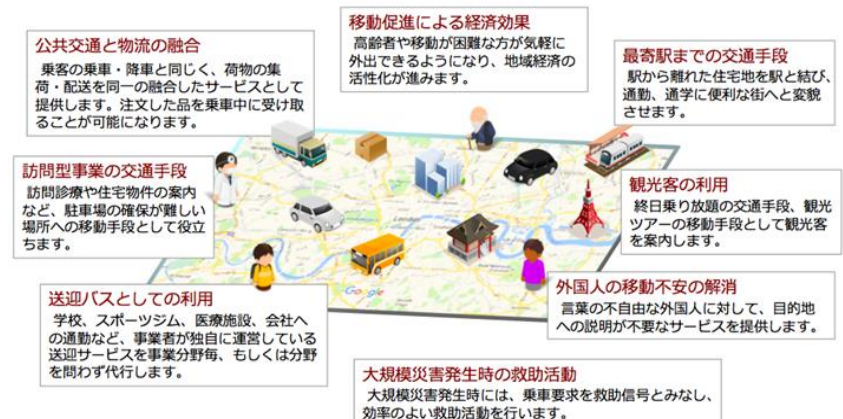 移動促進による経済効果
高齢者や移動が困難な方が気軽に
外出できるようになり、地域経済の
活性化が進みます。
公共交通と物流の融合
乗客の乗車・降車と同じく、荷物の集
荷・配送を同一の融合したサービスとして
提供します。注文した品を乗車中に受け取
ることが可能になります。
最寄駅までの交通手段
駅から離れた住宅地を駅と結び、
通勤、通学に便利な街へと変貌
させます。
訪問型事業の交通手段
訪問診療や住宅物件の案内
など、駐車場の確保が難しい
場所への移動手段として役立
ちます。
観光客の利用
終日乗り放題の交通手段、観光
ツアーの移動手段として観光客
を案内します。
London
Google
送迎バスとしての利用
学校、スポーツジム、医療施設、会社へ
の通勤など、事業者が独自に運営している
送迎サービスを事業分野毎、もしくは分野
を問わず代行します。
外国人の移動不安の解消
言葉の不自由な外国人に対して、目的地
への説明が不要なサービスを提供します。
大規模災害発生時の救助活動
大規模災害発生時には、乗車要求を救助信号とみなし、
効率のよい救助活動を行います。